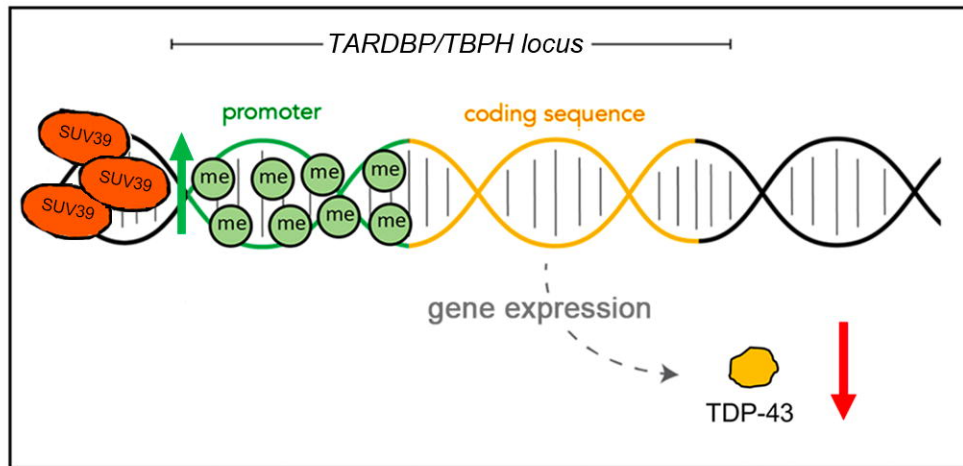 TARDBP/TBPH locus
promoter
coding sequence
SUV39
SUV39
SUV39
me
me
me
me
me
me
me
me
gene expression
TDP-43